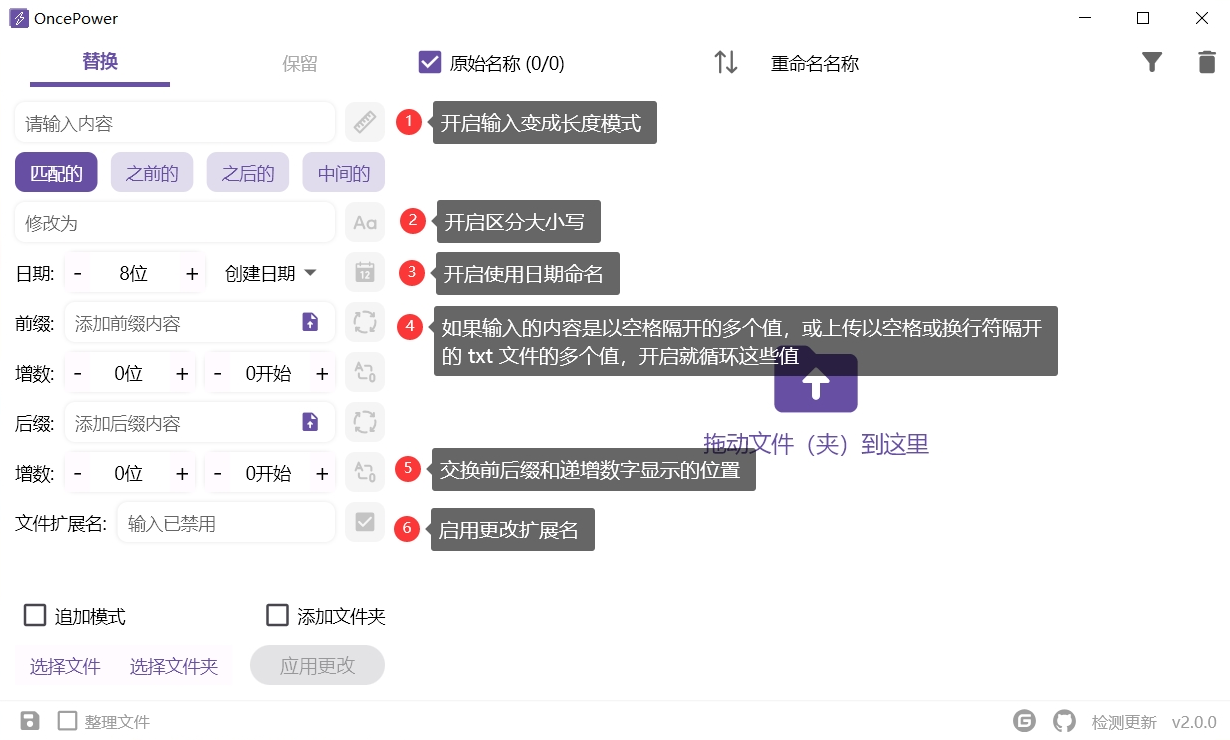 OncePower
替换
保留
原始名称 (0/0)
重命名名称
请输入内容
1
开启输入变成长度模式
匹配的
之前的
之后的
中间的
修改为
Aa
2
开启区分大小写
日期:
-
8位
+
创建日期
12
3
开启使用日期命名
前缀:
添加前缀内容
4
如果输入的内容是以空格隔开的多个值，或上传以空格或换行符隔开
的 txt 文件的多个值，开启就循环这些值
增数:
-
0位
+
-
0开始
+
A
0
后缀:
添加后缀内容
拖动文件（夹）到这里
增数:
-
0位
+
-
0开始
+
A
0
5
交换前后缀和递增数字显示的位置
文件扩展名:
输入已禁用
6
启用更改扩展名
追加模式
添加文件夹
选择文件
选择文件夹
应用更改
整理文件
G
检测更新
v2.0.0